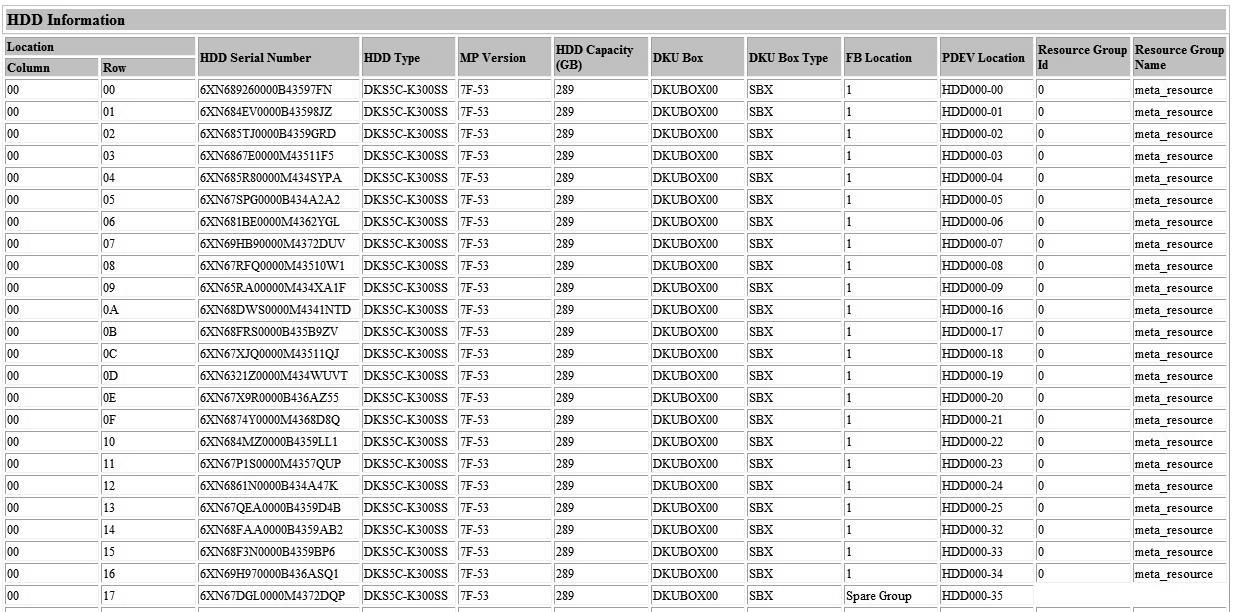 HDD Information
Location HDD Serial Number HDD Type MP Version HDD Capacity (GB) DKU Box DKU Box Type FB Location PDEV Location Resource Group Id Resource Group Name
Column Row
00 00 6XN689260000B43597FN DKS5C-K300SS 7F-53 289 DKUBOX00 SBX 1 HDD000-00 0 meta_resource
00 01 6XN684EV0000B43598JZ DKS5C-K300SS 7F-53 289 DKUBOX00 SBX 1 HDD000-01 0 meta_resource
00 02 6XN685TJ0000B4359GRD DKS5C-K300SS 7F-53 289 DKUBOX00 SBX 1 HDD000-02 0 meta_resource
00 03 6XN6867E0000M43511F5 DKS5C-K300SS 7F-53 289 DKUBOX00 SBX 1 HDD000-03 0 meta_resource
00 04 6XN685R80000M434SYPA DKS5C-K300SS 7F-53 289 DKUBOX00 SBX 1 HDD000-04 0 meta_resource
00 05 6XN67SPG0000B434A2A2 DKS5C-K300SS 7F-53 289 DKUBOX00 SBX 1 HDD000-05 0 meta_resource
00 06 6XN681BE0000M4362YGL DKS5C-K300SS 7F-53 289 DKUBOX00 SBX 1 HDD000-06 0 meta_resource
00 07 6XN69HB90000M4372DUV DKS5C-K300SS 7F-53 289 DKUBOX00 SBX 1 HDD000-07 0 meta_resource
00 08 6XN67RFQ0000M43510W1 DKS5C-K300SS 7F-53 289 DKUBOX00 SBX 1 HDD000-08 0 meta_resource
00 09 6XN65RA00000M434XA1F DKS5C-K300SS 7F-53 289 DKUBOX00 SBX 1 HDD000-09 0 meta_resource
00 0A 6XN68DWS0000M4341NTD DKS5C-K300SS 7F-53 289 DKUBOX00 SBX 1 HDD000-16 0 meta_resource
00 0B 6XN68FRS0000B435B9ZV DKS5C-K300SS 7F-53 289 DKUBOX00 SBX 1 HDD000-17 0 meta_resource
00 0C 6XN67XJQ0000M43511QJ DKS5C-K300SS 7F-53 289 DKUBOX00 SBX 1 HDD000-18 0 meta_resource
00 0D 6XN6321Z0000M434WUVT DKS5C-K300SS 7F-53 289 DKUBOX00 SBX 1 HDD000-19 0 meta_resource
00 0E 6XN67X9R0000B436AZ55 DKS5C-K300SS 7F-53 289 DKUBOX00 SBX 1 HDD000-20 0 meta_resource
00 0F 6XN6874Y0000M4368D8Q DKS5C-K300SS 7F-53 289 DKUBOX00 SBX 1 HDD000-21 0 meta_resource
00 10 6XN684MZ0000B4359LL1 DKS5C-K300SS 7F-53 289 DKUBOX00 SBX 1 HDD000-22 0 meta_resource
00 11 6XN67P1S0000M4357QUP DKS5C-K300SS 7F-53 289 DKUBOX00 SBX 1 HDD000-23 0 meta_resource
00 12 6XN6861N0000B434A47K DKS5C-K300SS 7F-53 289 DKUBOX00 SBX 1 HDD000-24 0 meta_resource
00 13 6XN67QEA0000B4359D4B DKS5C-K300SS 7F-53 289 DKUBOX00 SBX 1 HDD000-25 0 meta_resource
00 14 6XN68FAA0000B4359AB2 DKS5C-K300SS 7F-53 289 DKUBOX00 SBX 1 HDD000-32 0 meta_resource
00 15 6XN68F3N0000B4359BP6 DKS5C-K300SS 7F-53 289 DKUBOX00 SBX 1 HDD000-33 0 meta_resource
00 16 6XN69H970000B436ASQ1 DKS5C-K300SS 7F-53 289 DKUBOX00 SBX 1 HDD000-34 0 meta_resource
00 17 6XN67DGL0000M4372DQP DKS5C-K300SS 7F-53 289 DKUBOX00 SBX Spare Group HDD000-35